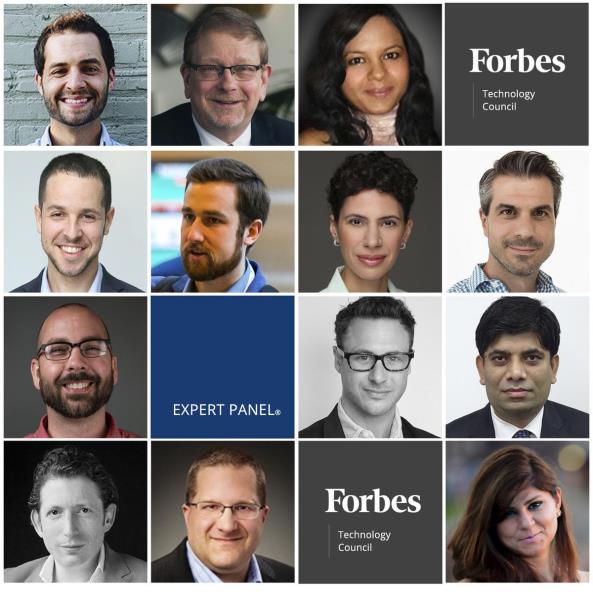 Forbes
Technology
Council
EXPERT PANEL®
Forbes
Technology
Council